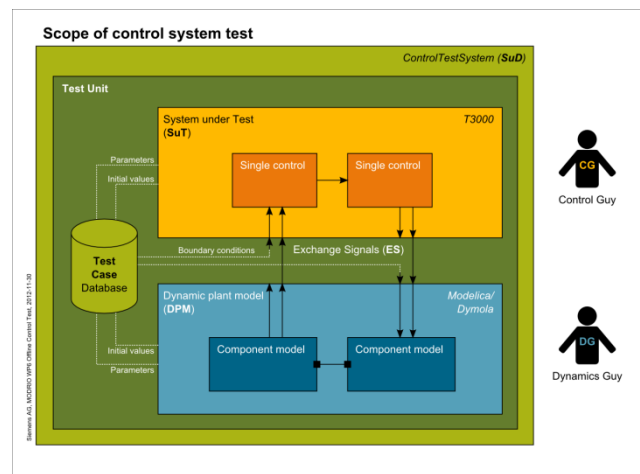 Scope of control system test
ControlTestSystem (SuD)
Test Unit
System under Test
(SuT)
T3000
Parameters
Initial values
Single control
Single control
CG
Control Guy
Boundary conditions
Exchange Signals (ES)
Test
Case
Database
Dynamic plant model
(DPM)
Modelica/
Dymola
Initial values
Parameters
Component model
Component model
DG
Dynamics Guy
Siemens AG, MODRIO WP6 Offline Control Test, 2012-11-30